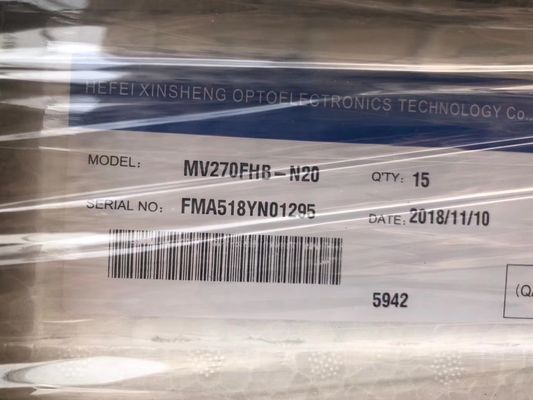 HEFEI XINSHENG OPTOELECTRONICS TECHNOLOGY Co.,
MODEL: MV270FHB-N20 Q'TY: 15
SERIAL NO: FMA518YN01295 DATE: 2018/11/10
5942